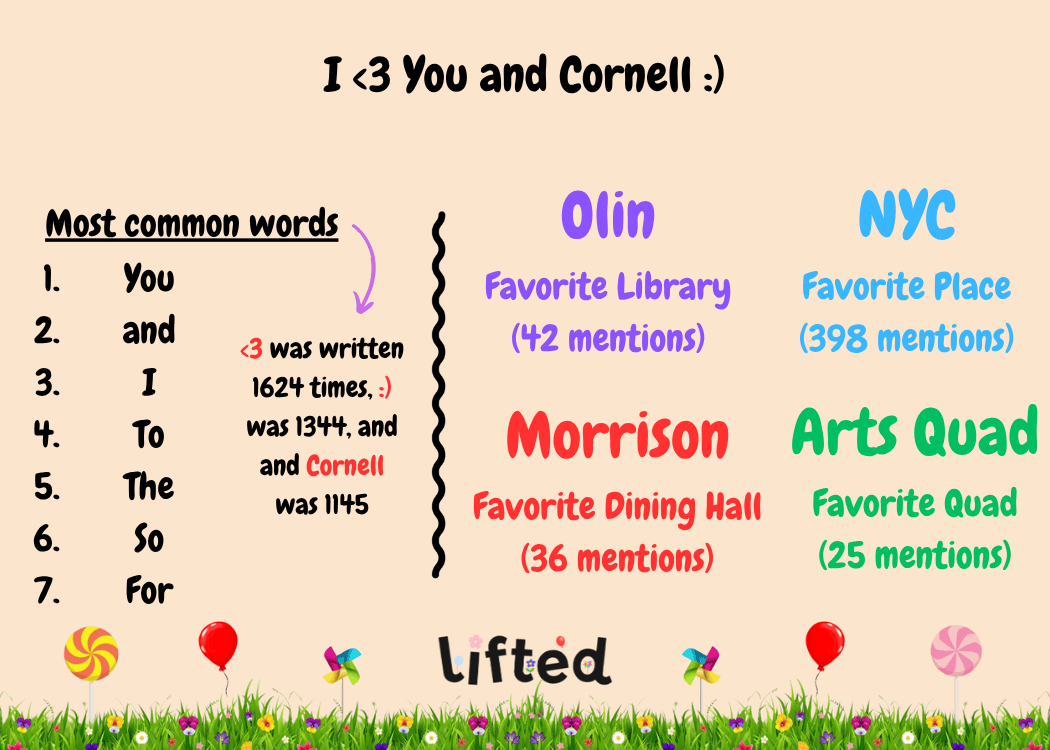 I <3 You and Cornell :)
Most common words
1. You
2. and
3. I
4. To
5. The
6. So
7. For
<3 was written
1624 times, :)
was 1344, and
and Cornell
was 1145
Olin
Favorite Library
(42 mentions)
NYC
Favorite Place
(398 mentions)
Morrison
Favorite Dining Hall
(36 mentions)
Arts Quad
Favorite Quad
(25 mentions)
lifted